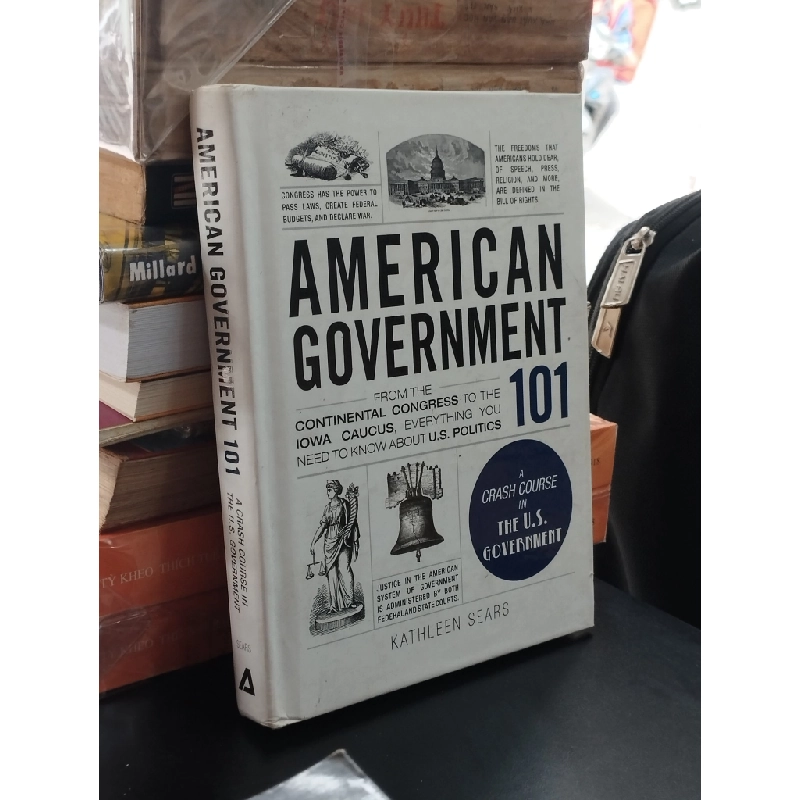 CONGRESS HAS THE POWER TO
PASS LAWS, CREATE FEDERAL
BUDGETS, AND DECLARE WAR.
THE FREEDOMS THAT
AMERICANS HOLD DEAR,
OF SPEECH, PRESS,
RELIGION, AND MORE,
ARE DEFINED IN THE
BILL OF RIGHTS.
AMERICAN
GOVERNMENT
101
FROM THE
CONTINENTAL CONGRESS TO THE
IOWA CAUCUS, EVERYTHING YOU
NEED TO KNOW ABOUT U.S. POLITICS
A
CRASH COURSE
IN
THE U.S.
GOVERNMENT
JUSTICE IN THE AMERICAN
SYSTEM OF GOVERNMENT
IS ADMINISTERED BY BOTH
FEDERAL AND STATE COURTS.
KATHLEEN SEARS
AMERICAN GOVERNMENT 101
A CRASH COURSE IN
THE U.S. GOVERNMENT
SEARS
Millard
TY KHEO THICH